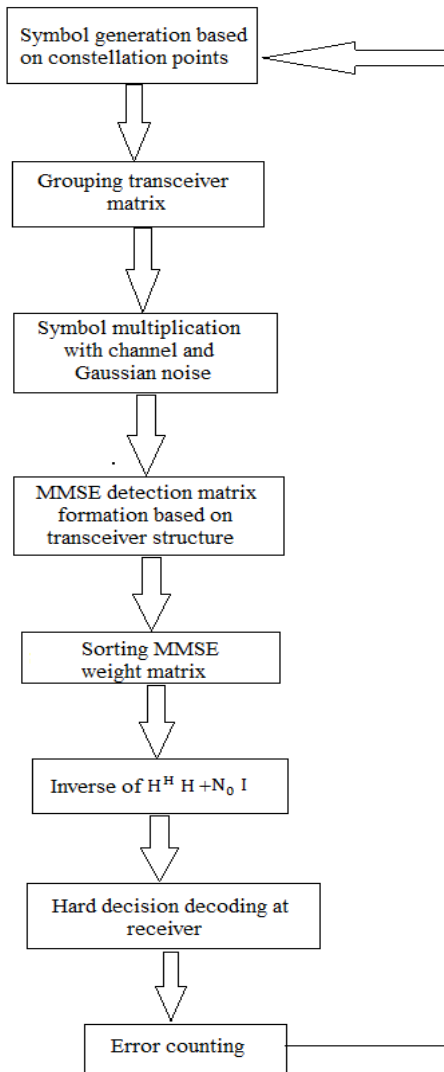 Symbol generation based
on constellation points
Grouping transceiver
matrix
Symbol multiplication
with channel and
Gaussian noise
MMSE detection matrix
formation based on
transceiver structure
Sorting MMSE
weight matrix
Inverse of Hᴴ H +N₀ I
Hard decision decoding at
receiver
Error counting